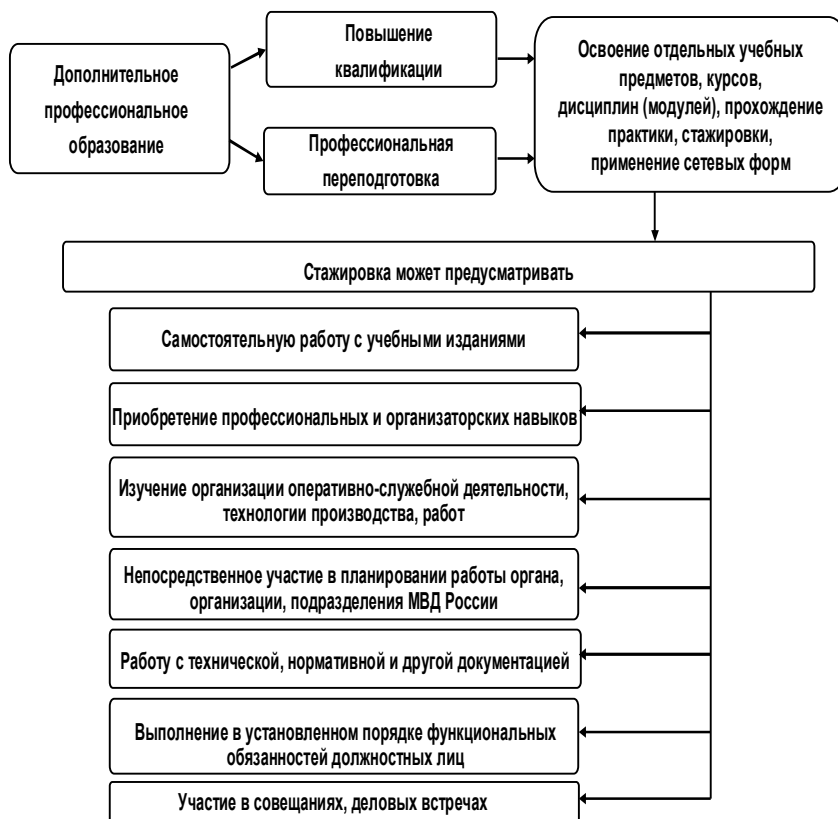 Дополнительное
профессиональное
образование
Повышение
квалификации
Профессиональная
переподготовка
Освоение отдельных учебных
предметов, курсов,
дисциплин (модулей), прохождение
практики, стажировки,
применение сетевых форм
Стажировка может предусматривать
Самостоятельную работу с учебными изданиями
Приобретение профессиональных и организаторских навыков
Изучение организации оперативно-служебной деятельности,
технологии производства, работ
Непосредственное участие в планировании работы органа,
организации, подразделения МВД России
Работу с технической, нормативной и другой документацией
Выполнение в установленном порядке функциональных
обязанностей должностных лиц
Участие в совещаниях, деловых встречах